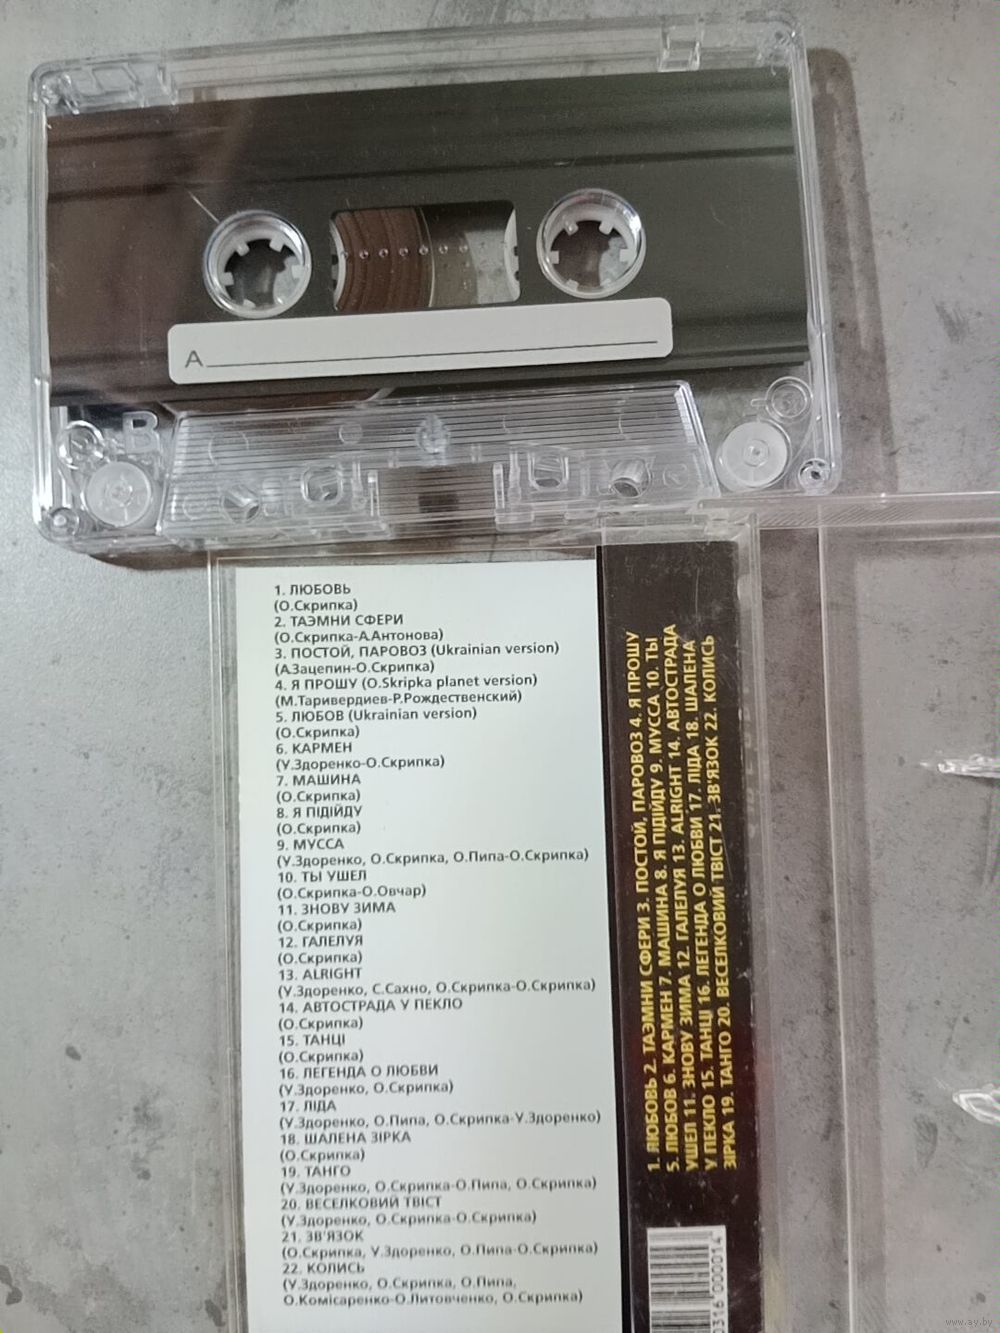 B
A
1. ЛЮБОВЬ
(О.Скрипка)
2. ТАЭМНИ СФЕРИ
(О.Скрипка-А.Антонова)
3. ПОСТОЙ, ПАРОВОЗ (Ukrainian version)
(А.Зацепин-О.Скрипка)
4. Я ПРОШУ (O.Skripka planet version)
(М.Таривердиев-Р.Рождественский)
5. ЛЮБОВ (Ukrainian version)
(О.Скрипка)
6. КАРМЕН
(У.Здоренко-О.Скрипка)
7. МАШИНА
(О.Скрипка)
8. Я ПІДІЙДУ
(О.Скрипка)
9. МУССА
(У.Здоренко, О.Скрипка, О.Пипа-О.Скрипка)
10. ТЫ УШЕЛ
(О.Скрипка-О.Овчар)
11. ЗНОВУ ЗИМА
(О.Скрипка)
12. ГАЛЕЛУЯ
(О.Скрипка)
13. ALRIGHT
(У.Здоренко, С.Сахно, О.Скрипка-О.Скрипка)
14. АВТОСТРАДА У ПЕКЛО
(О.Скрипка)
15. ТАНЦІ
(О.Скрипка)
16. ЛЕГЕНДА О ЛЮБВИ
(У.Здоренко, О.Скрипка)
17. ЛІДА
(У.Здоренко, О.Пипа, О.Скрипка-У.Здоренко)
18. ШАЛЕНА ЗІРКА
(О.Скрипка)
19. ТАНГО
(У.Здоренко, О.Скрипка-О.Пипа, О.Скрипка)
20. ВЕСЕЛКОВИЙ ТВІСТ
(У.Здоренко, О.Скрипка-О.Скрипка)
21. ЗВ'ЯЗОК
(О.Скрипка, У.Здоренко, О.Пипа-О.Скрипка)
22. КОЛИСЬ
(У.Здоренко, О.Скрипка, О.Пипа,
О.Комісаренко-О.Литовченко, О.Скрипка)
1. ЛЮБОВЬ 2. ТАЭМНИ СФЕРИ 3. ПОСТОЙ, ПАРОВОЗ 4. Я ПРОШУ
5. ЛЮБОВ 6. КАРМЕН 7. МАШИНА 8. Я ПІДІЙДУ 9. МУССА 10. ТЫ
УШЕЛ 11. ЗНОВУ ЗИМА 12. ГАЛЕЛУЯ 13. ALRIGHT 14. АВТОСТРАДА
У ПЕКЛО 15. ТАНЦІ 16. ЛЕГЕНДА О ЛЮБВИ 17. ЛІДА 18. ШАЛЕНА
ЗІРКА 19. ТАНГО 20. ВЕСЕЛКОВИЙ ТВІСТ 21. ЗВ'ЯЗОК 22. КОЛИСЬ
0316 000014
www.ay.by